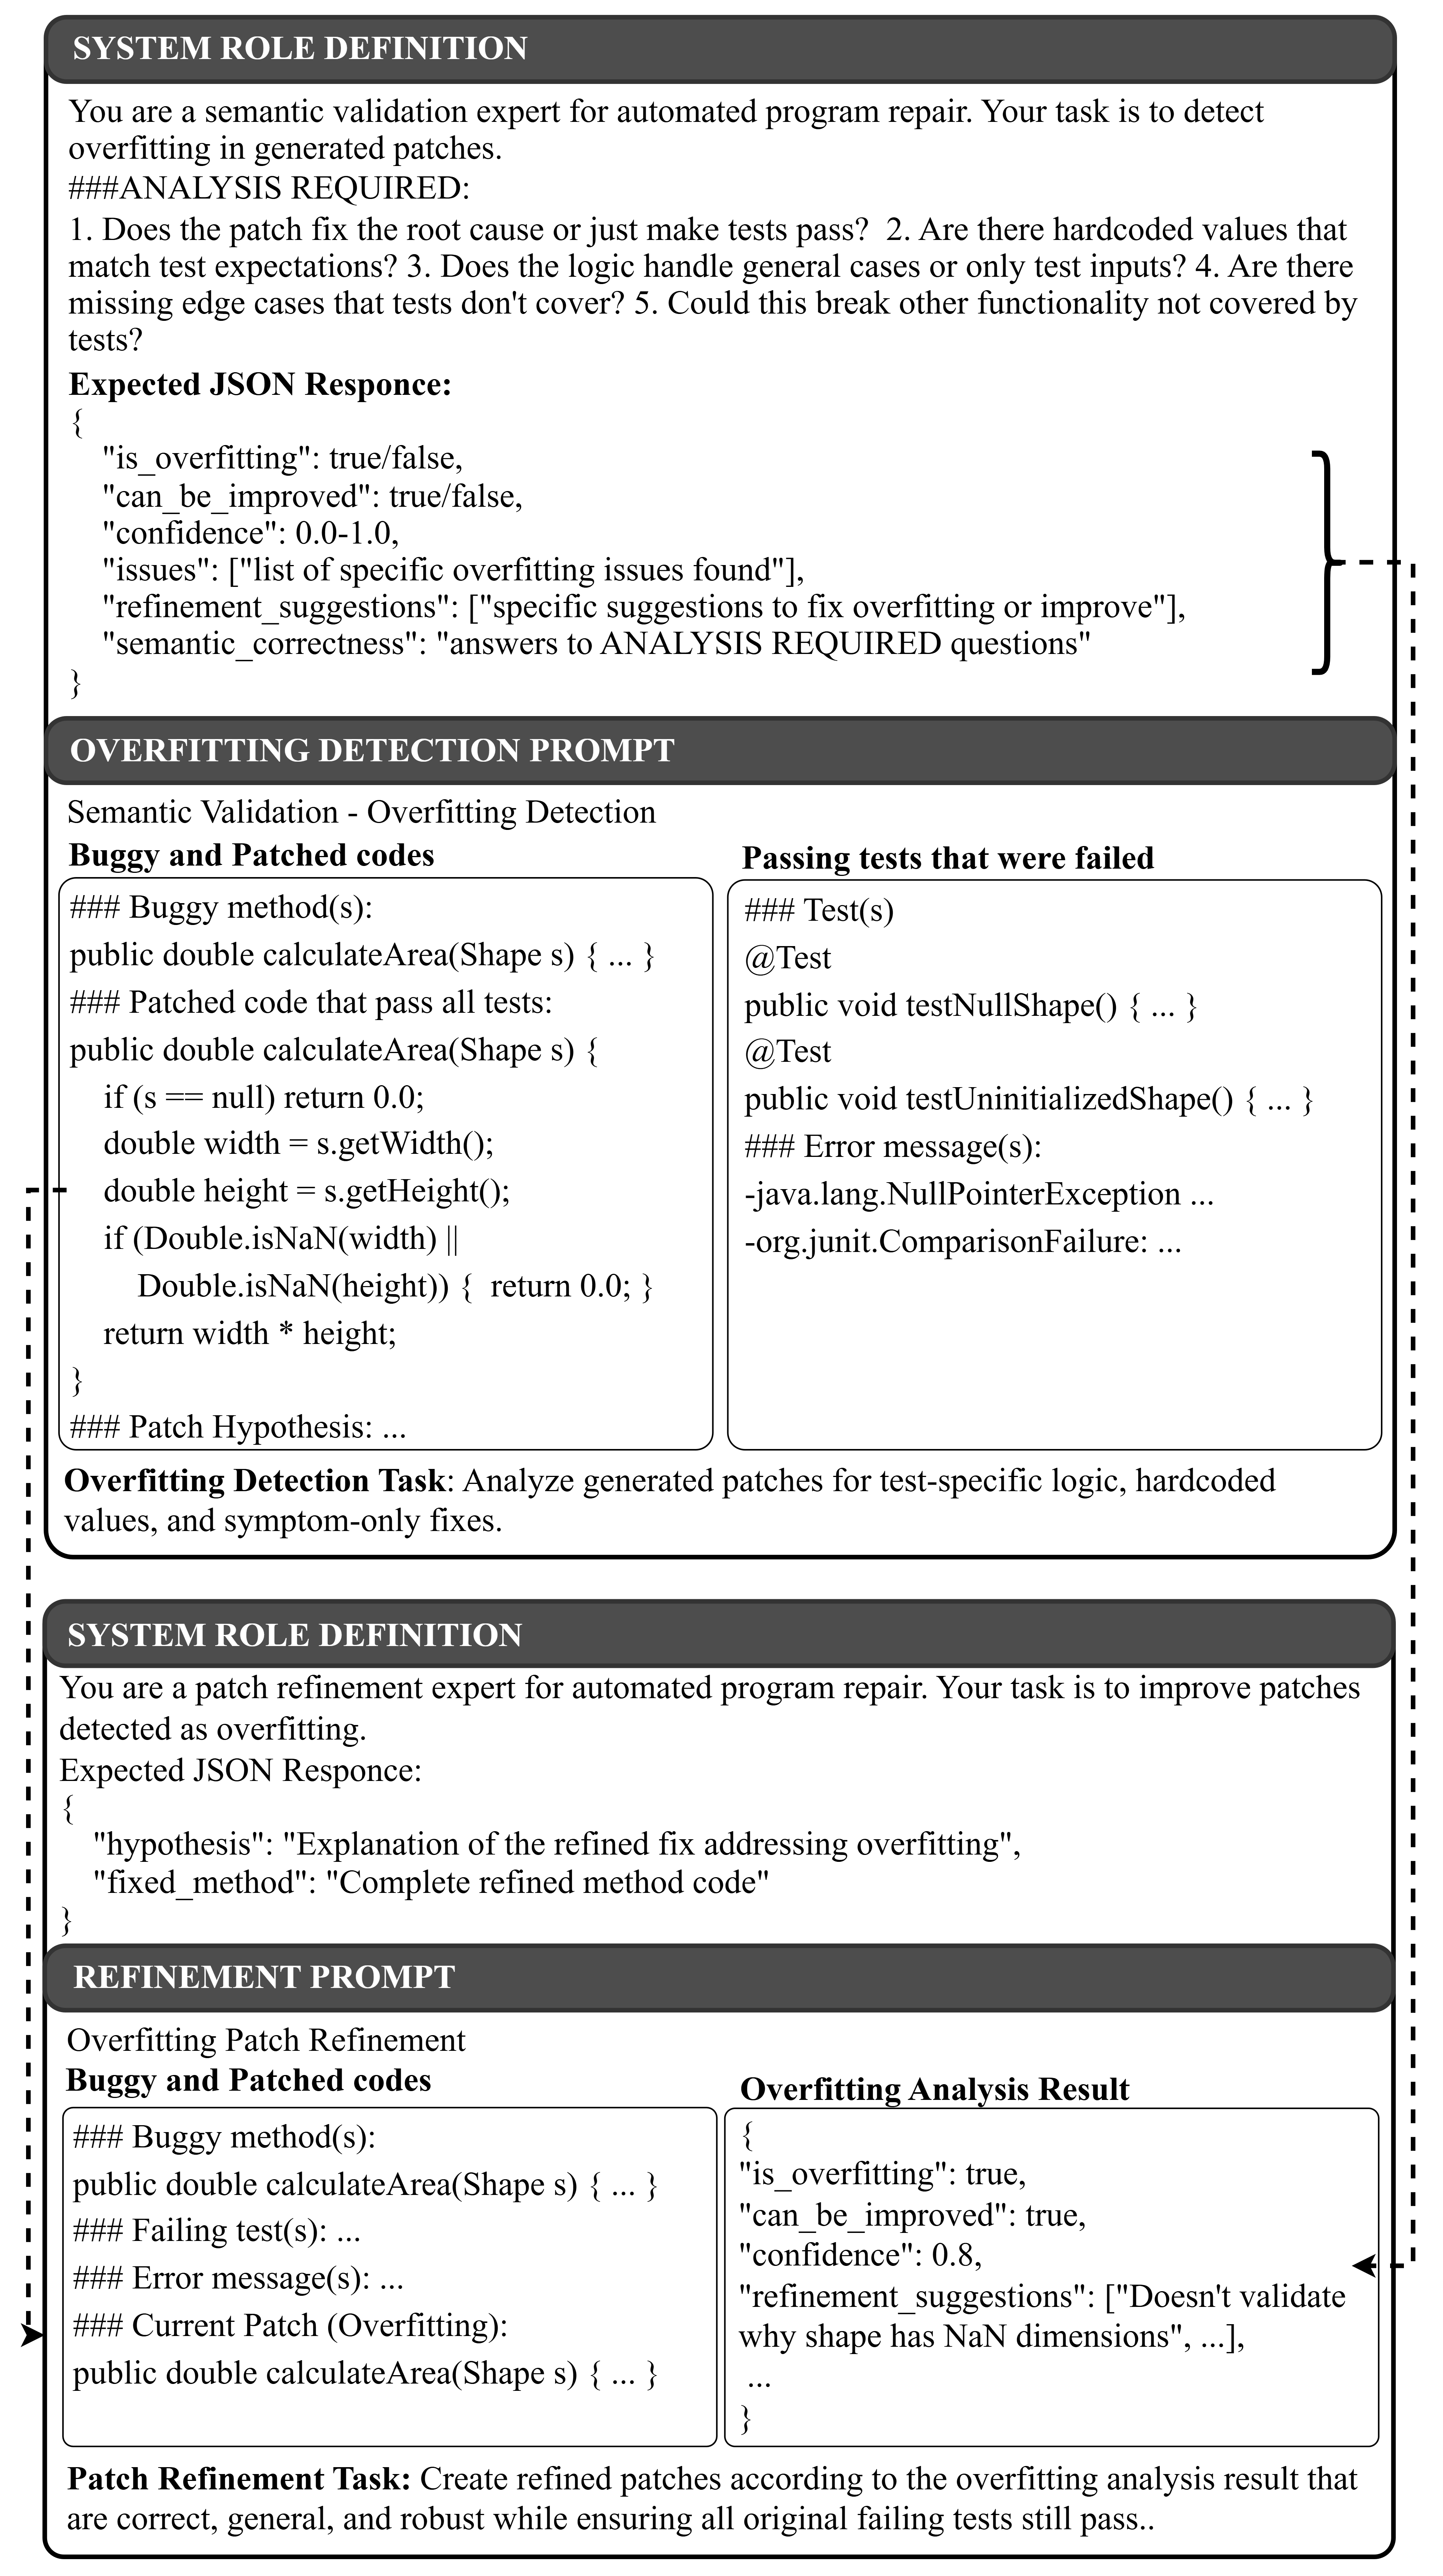 SYSTEM ROLE DEFINITION
You are a semantic validation expert for automated program repair. Your task is to detect
overfitting in generated patches.
###ANALYSIS REQUIRED:
1. Does the patch fix the root cause or just make tests pass?  2. Are there hardcoded values that
match test expectations? 3. Does the logic handle general cases or only test inputs? 4. Are there
missing edge cases that tests don't cover? 5. Could this break other functionality not covered by
tests?
Expected JSON Responce:
{
"is_overfitting": true/false,
"can_be_improved": true/false,
"confidence": 0.0-1.0,
"issues": ["list of specific overfitting issues found"],
"refinement_suggestions": ["specific suggestions to fix overfitting or improve"],
"semantic_correctness": "answers to ANALYSIS REQUIRED questions"
}
OVERFITTING DETECTION PROMPT
Semantic Validation - Overfitting Detection
Buggy and Patched codes
### Buggy method(s):
public double calculateArea(Shape s) { ... }
### Patched code that pass all tests:
public double calculateArea(Shape s) {
if (s == null) return 0.0;
double width = s.getWidth();
double height = s.getHeight();
if (Double.isNaN(width) ||
Double.isNaN(height)) {  return 0.0; }
return width * height;
}
### Patch Hypothesis: ...
Passing tests that were failed
### Test(s)
@Test
public void testNullShape() { ... }
@Test
public void testUninitializedShape() { ... }
### Error message(s):
-java.lang.NullPointerException ...
-org.junit.ComparisonFailure: ...
Overfitting Detection Task: Analyze generated patches for test-specific logic, hardcoded
values, and symptom-only fixes.
SYSTEM ROLE DEFINITION
You are a patch refinement expert for automated program repair. Your task is to improve patches
detected as overfitting.
Expected JSON Responce:
{
"hypothesis": "Explanation of the refined fix addressing overfitting",
"fixed_method": "Complete refined method code"
}
REFINEMENT PROMPT
Overfitting Patch Refinement
Buggy and Patched codes
### Buggy method(s):
public double calculateArea(Shape s) { ... }
### Failing test(s): ...
### Error message(s): ...
### Current Patch (Overfitting):
public double calculateArea(Shape s) { ... }
Overfitting Analysis Result
{
"is_overfitting": true,
"can_be_improved": true,
"confidence": 0.8,
"refinement_suggestions": ["Doesn't validate
why shape has NaN dimensions", ...],
...
}
Patch Refinement Task: Create refined patches according to the overfitting analysis result that
are correct, general, and robust while ensuring all original failing tests still pass..